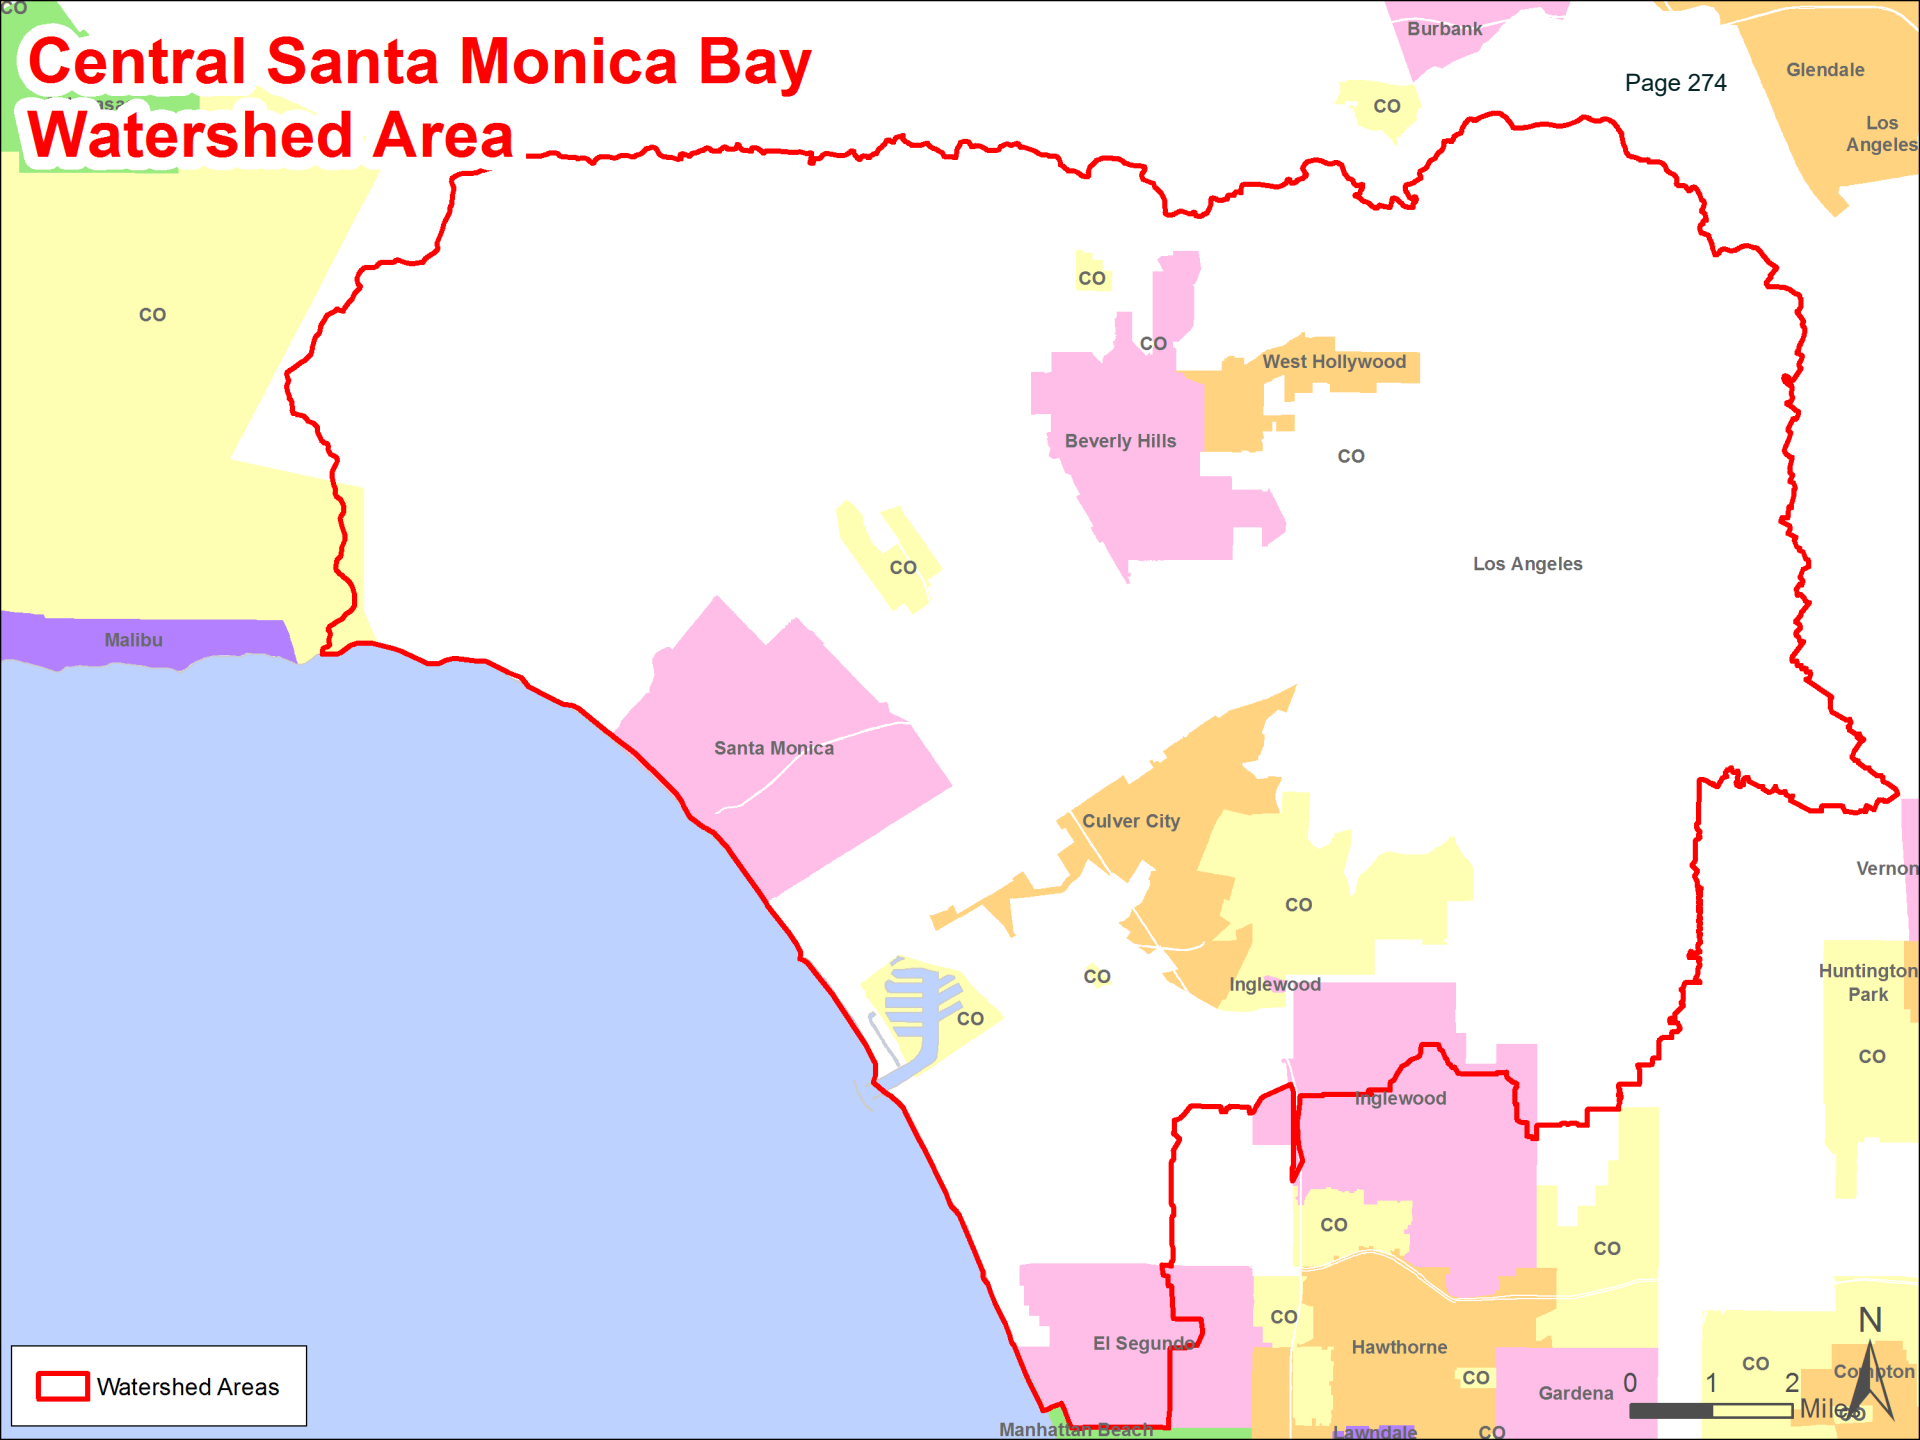 CO
Central Santa Monica Bay
Watershed Area
Burbank
Page 274
Glendale
CO
Los
Angeles
CO
CO
CO
West Hollywood
Beverly Hills
CO
CO
Los Angeles
Malibu
Santa Monica
Culver City
Vernon
CO
CO
Inglewood
Huntington
Park
CO
CO
Inglewood
CO
CO
CO
El Segundo
Hawthorne
CO
CO
Gardena
Compton
N
0 1 2
Miles
CO
Watershed Areas
Manhattan Beach
Lawndale
CO